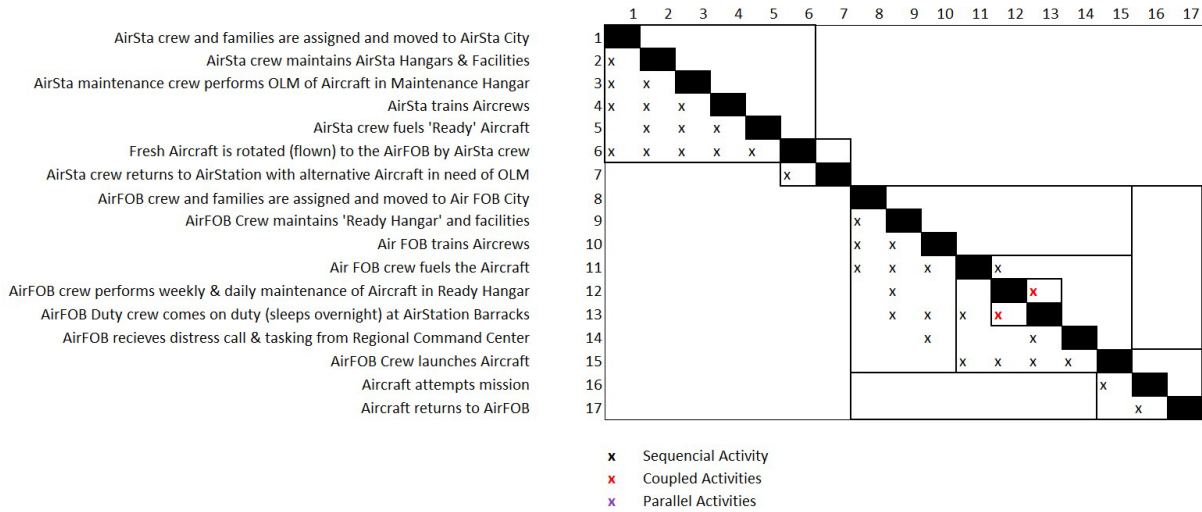 1 2 3 4 5 6 7 8 9 10 11 12 13 14 15 16 17
AirSta crew and families are assigned and moved to AirSta City 1
AirSta crew maintains AirSta Hangars & Facilities 2 x
AirSta maintenance crew performs OLM of Aircraft in Maintenance Hangar 3 x x
AirSta trains Aircrews 4 x x x
AirSta crew fuels 'Ready' Aircraft 5 x x x
Fresh Aircraft is rotated (flown) to the AirFOB by AirSta crew 6 x x x x x
AirSta crew returns to AirStation with alternative Aircraft in need of OLM 7 x
AirFOB crew and families are assigned and moved to Air FOB City 8
AirFOB Crew maintains 'Ready Hangar' and facilities 9 x
Air FOB trains Aircrews 10 x x
Air FOB crew fuels the Aircraft 11 x x x x
AirFOB crew performs weekly & daily maintenance of Aircraft in Ready Hangar 12 x x
AirFOB Duty crew comes on duty (sleeps overnight) at AirStation Barracks 13 x x x x
AirFOB recieves distress call & tasking from Regional Command Center 14 x x
AirFOB Crew launches Aircraft 15 x x x x
Aircraft attempts mission 16 x
Aircraft returns to AirFOB 17 x
x Sequencial Activity
x Coupled Activities
x Parallel Activities